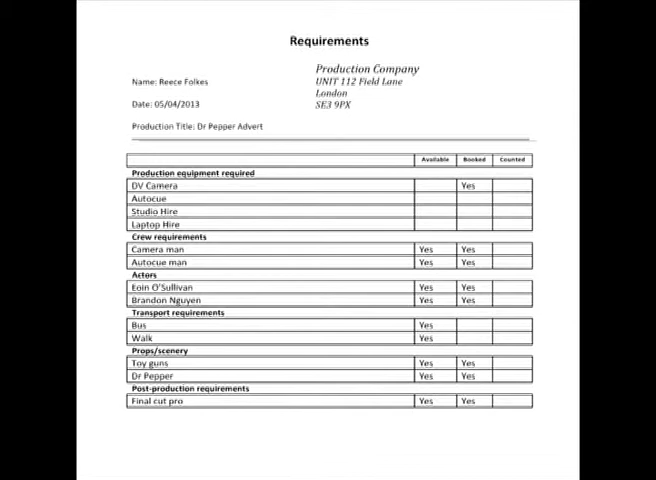 Requirements
Production Company
Name: Reece Folkes
UNIT 112 Field Lane
London
Date: 05/04/2013
SE3 9PX
Production Title: Dr Pepper Advert
Available Booked Counted
Production equipment required
DV Camera Yes
Autocue
Studio Hire
Laptop Hire
Crew requirements
Camera man Yes Yes
Autocue man Yes Yes
Actors
Eoin O'Sullivan Yes Yes
Brandon Nguyen Yes Yes
Transport requirements
Bus Yes
Walk Yes
Props/scenery
Toy guns Yes Yes
Dr Pepper Yes Yes
Post-production requirements
Final cut pro Yes Yes